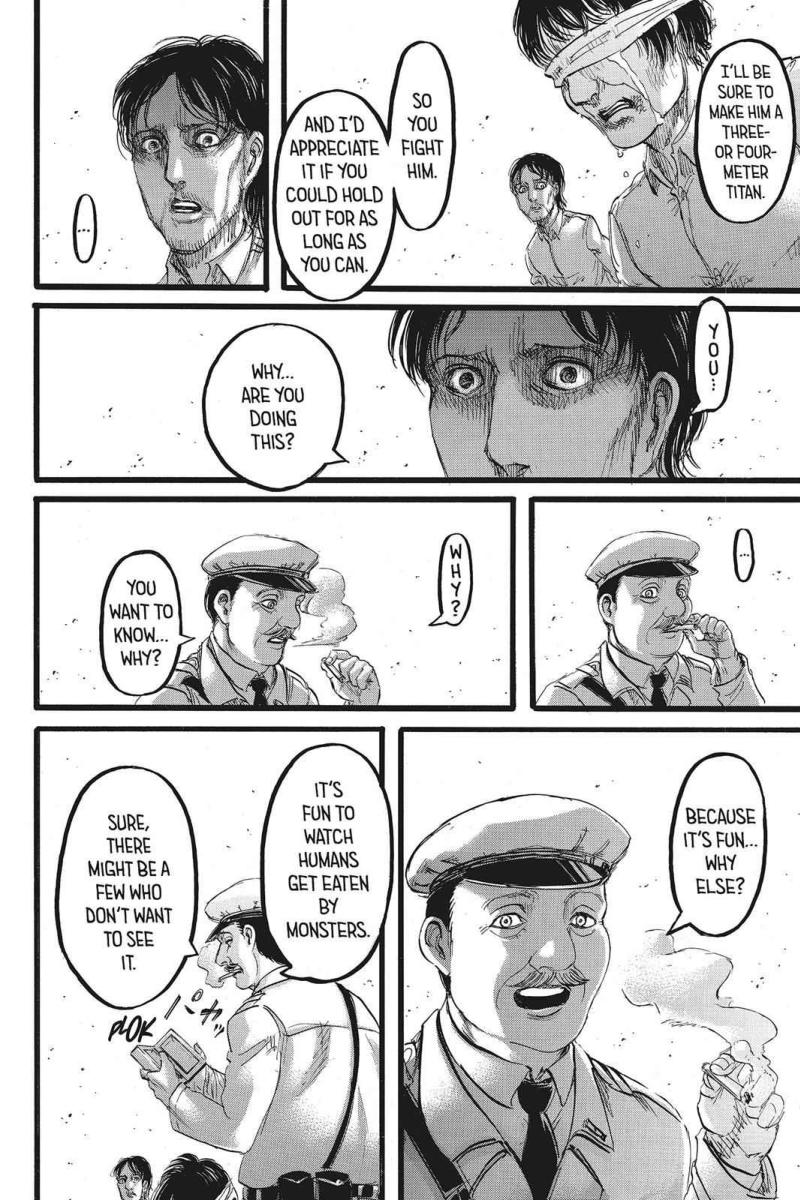 I'LL BE
SURE TO
MAKE HIM A
THREE-
OR FOUR-
METER
TITAN.
SO
YOU
FIGHT
HIM.
AND I'D
APPRECIATE
IT IF YOU
COULD HOLD
OUT FOR AS
LONG AS
YOU CAN.
...
YOU...
WHY...
ARE YOU
DOING
THIS?
...
WHY?
YOU
WANT TO
KNOW...
WHY?
BECAUSE
IT'S FUN...
WHY
ELSE?
IT'S
FUN TO
WATCH
HUMANS
GET EATEN
BY
MONSTERS.
SURE,
THERE
MIGHT BE A
FEW WHO
DON'T WANT
TO SEE
IT.
パカッ
PLOK